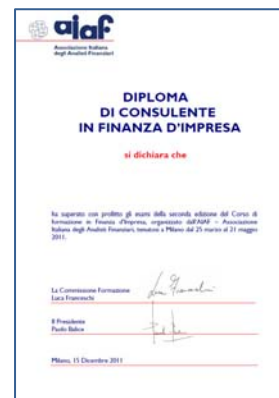 aiaf
Associazione Italiana
degli Analisti Finanziari
DIPLOMA
DI CONSULENTE
IN FINANZA D'IMPRESA
si dichiara che
ha superato con profitto gli esami della seconda edizione del Corso di
formazione in Finanza d'Impresa, organizzato dall'AIAF – Associazione
Italiana degli Analisti Finanziari, tenutosi a Milano dal 25 marzo al 21 maggio
2011.
La Commissione Formazione
Luca Franceschi
Il Presidente
Paolo Balice
Milano, 15 Dicembre 2011